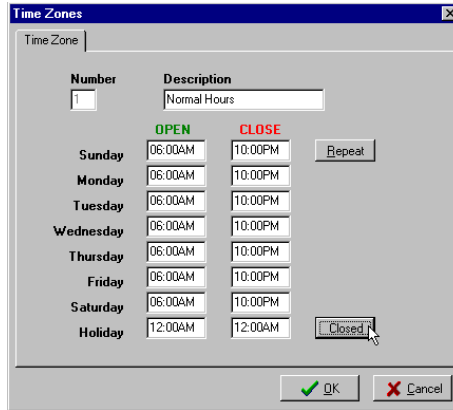 Time Zones
Time Zone
Number Description
1 Normal Hours
OPEN CLOSE
Sunday 06:00AM 10:00PM Repeat
Monday 06:00AM 10:00PM
Tuesday 06:00AM 10:00PM
Wednesday 06:00AM 10:00PM
Thursday 06:00AM 10:00PM
Friday 06:00AM 10:00PM
Saturday 06:00AM 10:00PM
Holiday 12:00AM 12:00AM Closed
OK Cancel